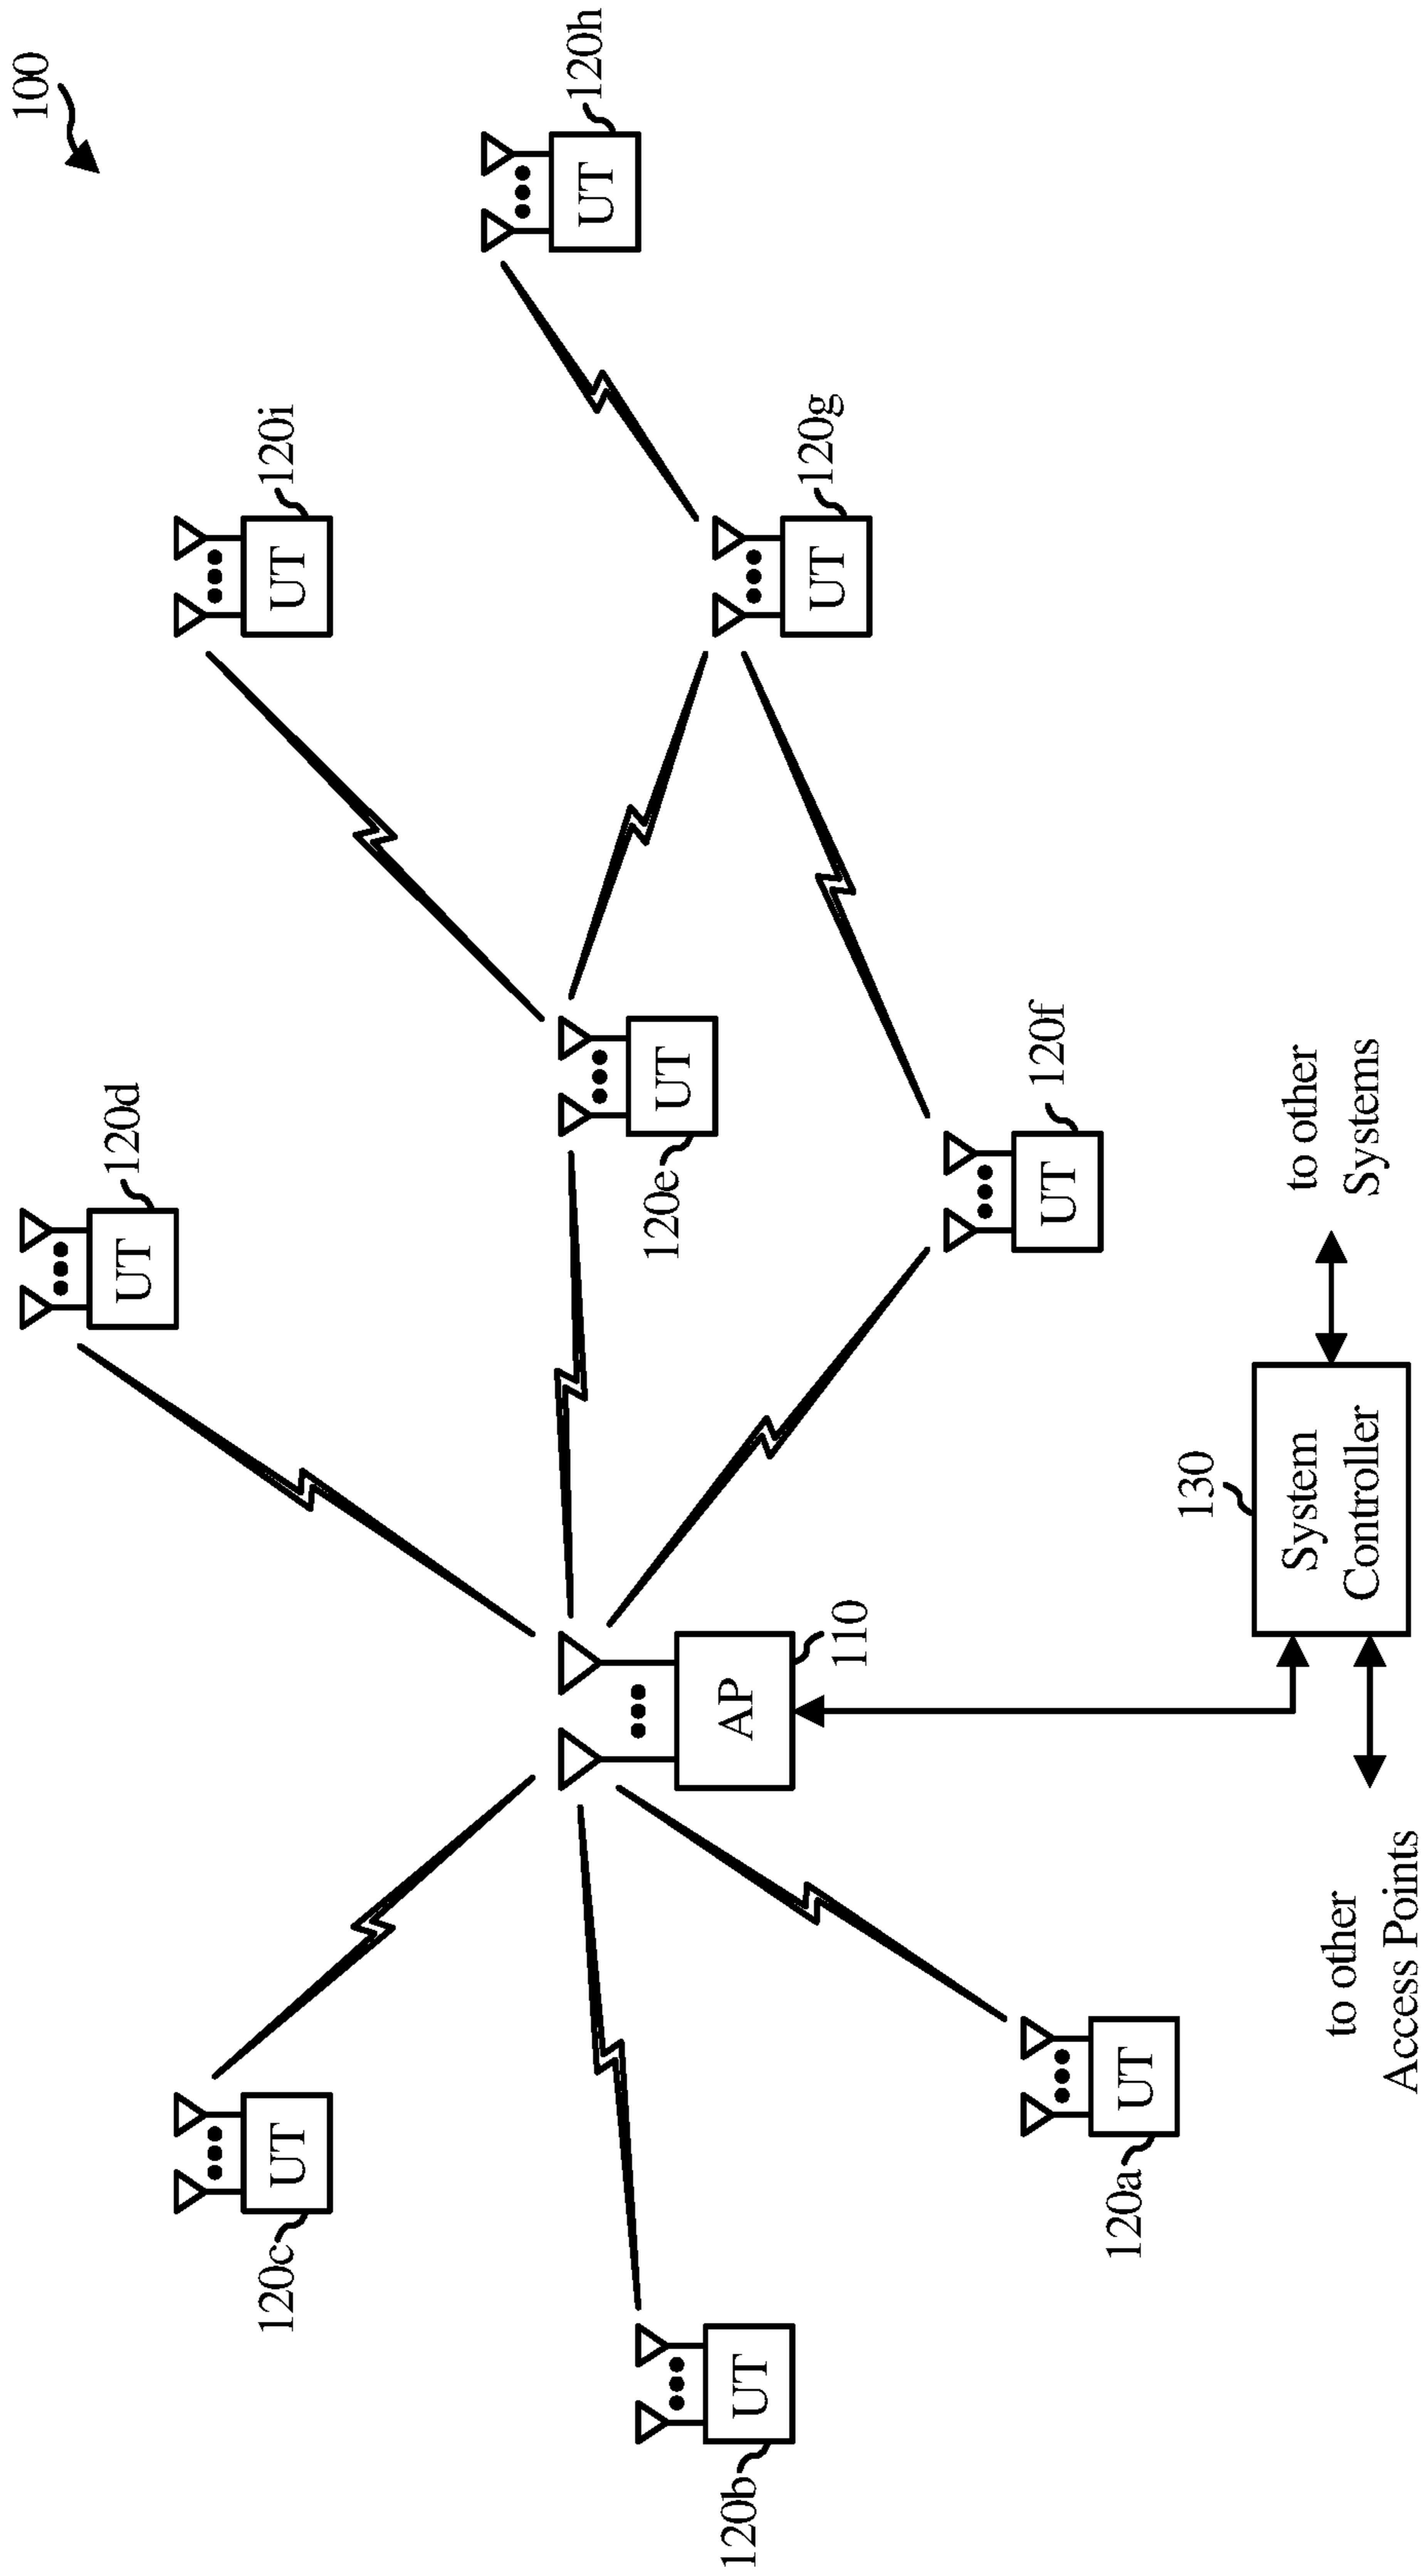 100
120d
UT
120i
UT
120c
UT
120h
UT
120e
UT
120g
UT
120b
UT
AP
110
120f
UT
120a
UT
130
System
Controller
to other
Systems
to other
Access Points